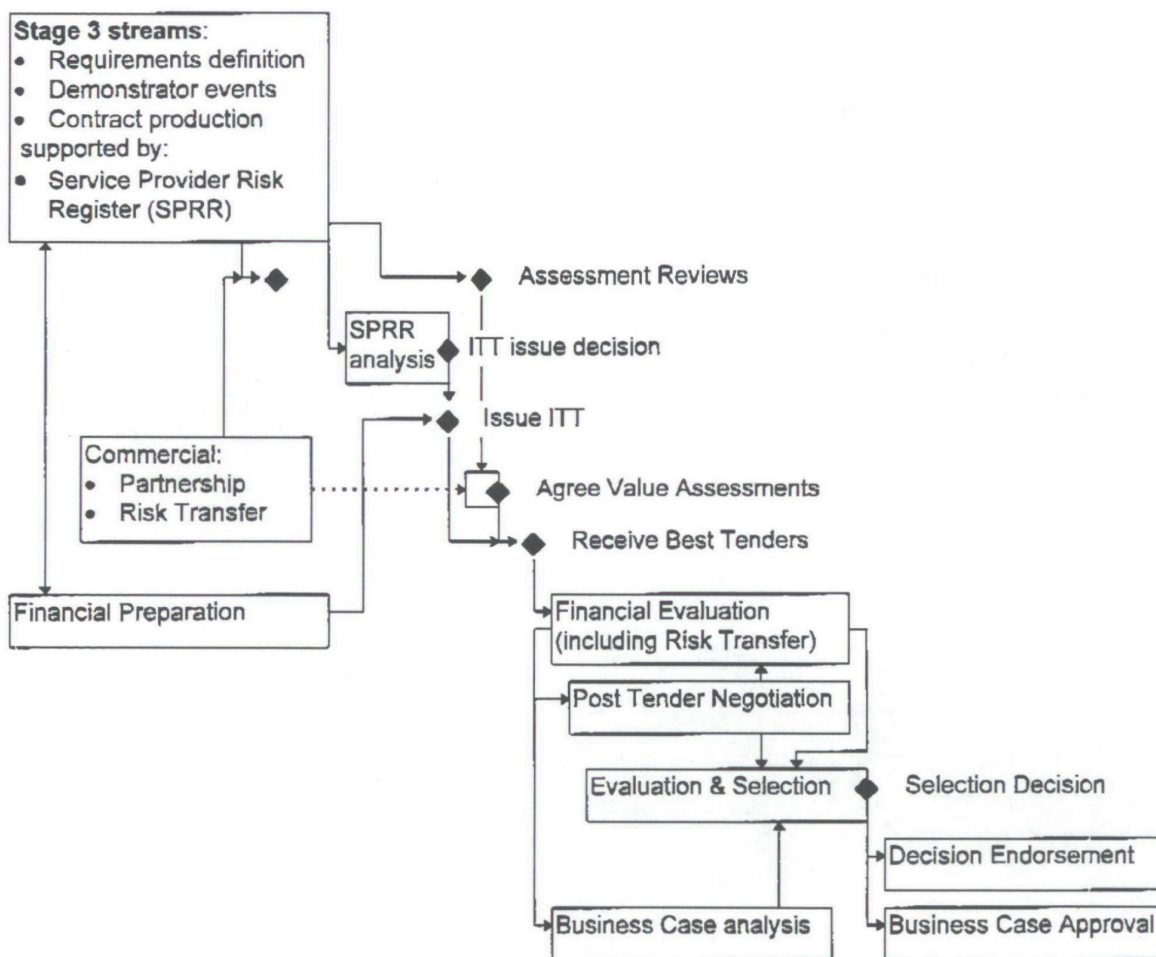 Stage 3 streams:
• Requirements definition
• Demonstrator events
• Contract production
supported by:
• Service Provider Risk
Register (SPRR)
Assessment Reviews
SPRR
analysis
ITT issue decision
Issue ITT
Commercial:
• Partnership
• Risk Transfer
Agree Value Assessments
Receive Best Tenders
Financial Preparation
Financial Evaluation
(including Risk Transfer)
Post Tender Negotiation
Evaluation & Selection
Selection Decision
Decision Endorsement
Business Case analysis
Business Case Approval